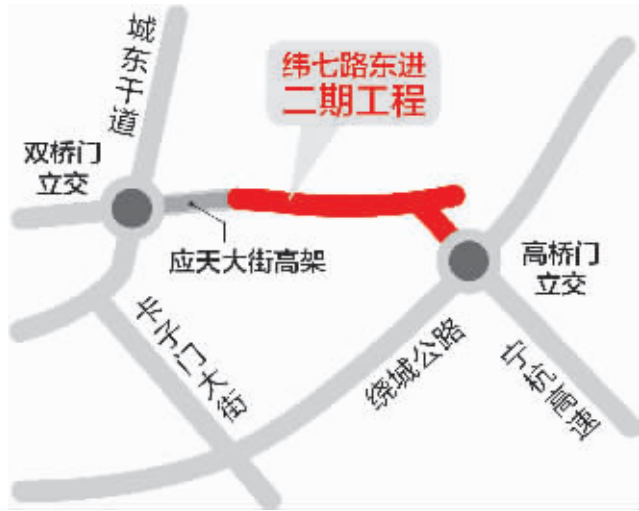 城东干道
纬七路东进
二期工程
双桥门
立交
应天大街高架
高桥门
立交
卡子门大街
绕城公路
宁杭高速